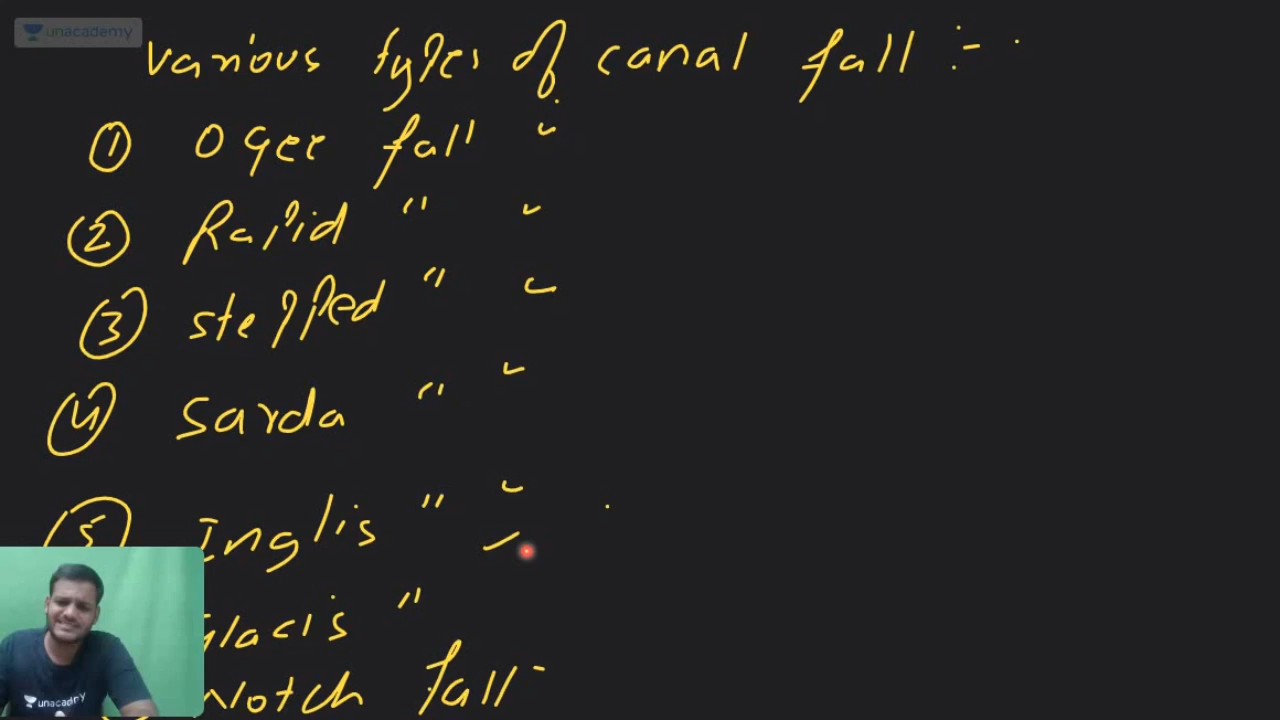 unacademy
various types of canal fall :-
① Ogee fall
② Rapid "
③ stepped "
④ Sarda "
⑤ Inglis "
Glacis "
Notch fall
unacademy